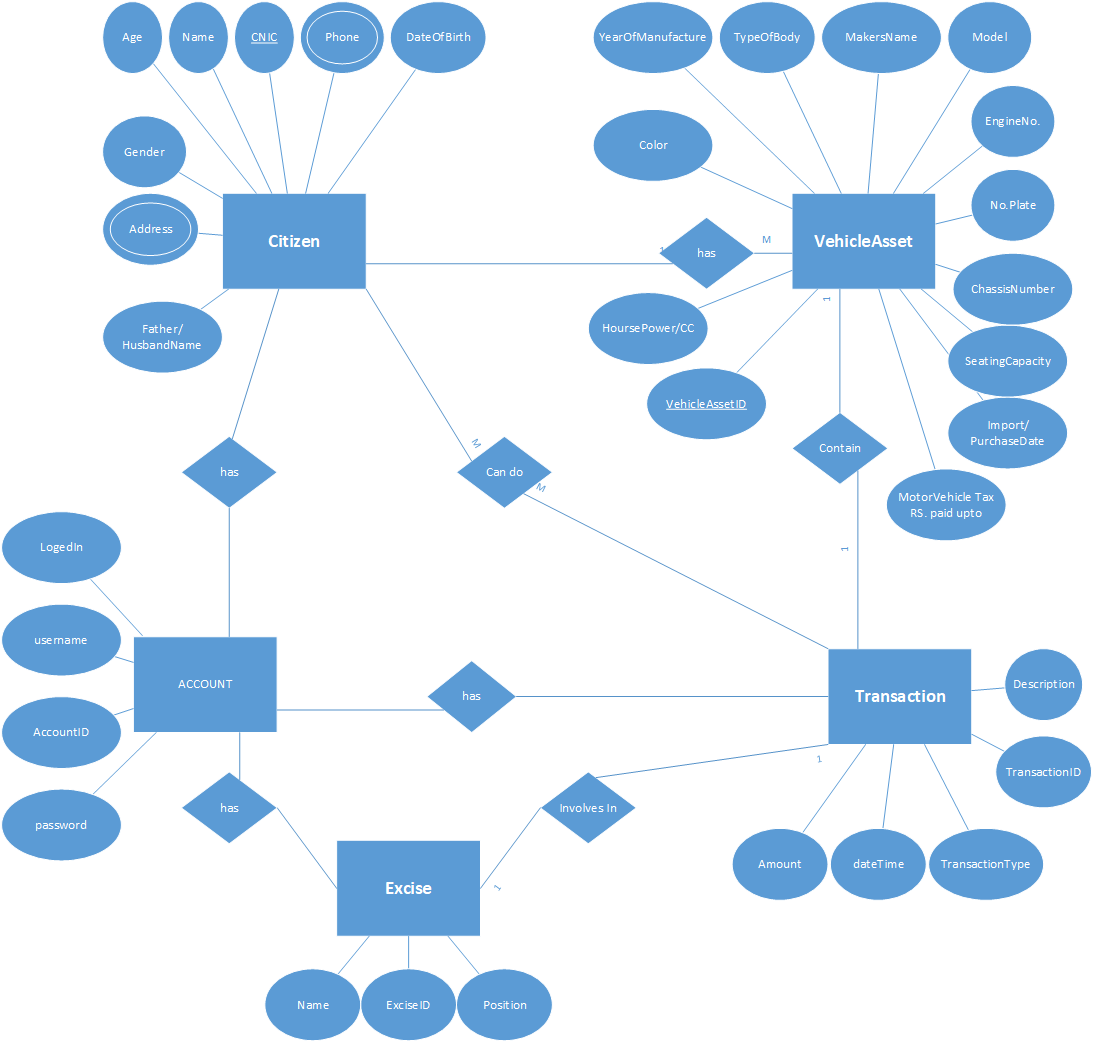 Age
Name
CNIC
Phone
DateOfBirth
YearOfManufacture
TypeOfBody
MakersName
Model
Gender
Color
EngineNo.
Address
Citizen
No.Plate
1
has
M
VehicleAsset
ChassisNumber
Father/
HusbandName
HoursePower/CC
1
SeatingCapacity
VehicleAssetID
Import/
PurchaseDate
Contain
has
M
Can do
M
MotorVehicle Tax
RS. paid upto
LogedIn
1
username
ACCOUNT
has
Transaction
Description
AccountID
1
TransactionID
password
has
Involves In
Amount
dateTime
TransactionType
Excise
1
Name
ExciseID
Position